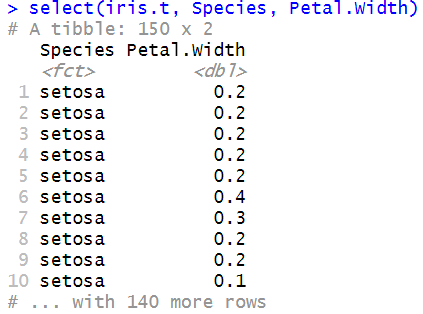 > select(iris.t, Species, Petal.Width)
# A tibble: 150 x 2
   Species Petal.Width
   <fct>         <dbl>
 1 setosa          0.2
 2 setosa          0.2
 3 setosa          0.2
 4 setosa          0.2
 5 setosa          0.2
 6 setosa          0.4
 7 setosa          0.3
 8 setosa          0.2
 9 setosa          0.2
10 setosa          0.1
# ... with 140 more rows